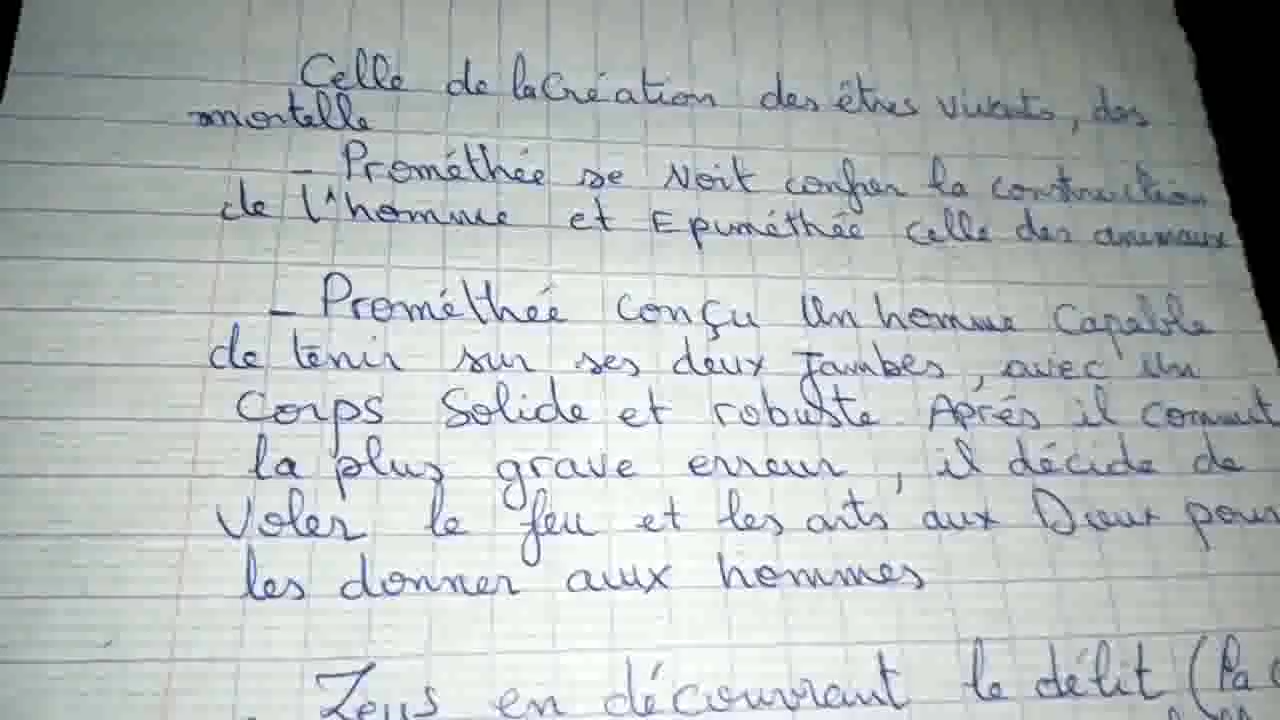 Celle de la Création des êtres vivants, des
mortelle
- Prométhée se voit confier la construction
de l'homme et Epuméthée celle des animaux
- Prométhée conçu un homme capable
de tenir sur ses deux Jambes, avec un
Corps Solide et robuste Après il commit
la plus grave erreur, il décide de
Voler le feu et les arts aux Dieux pour
les donner aux hommes
Zeus en découvrant le délit (la